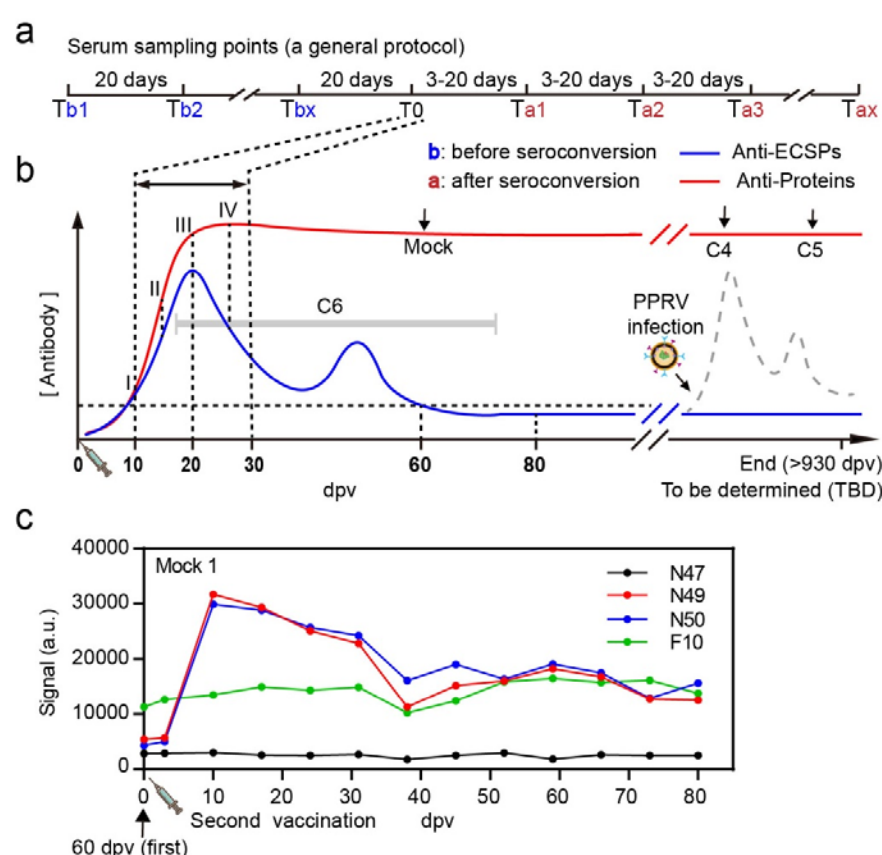 a
Serum sampling points (a general protocol)
20 days 20 days 3-20 days 3-20 days 3-20 days
Tb1 Tb2 Tbx T0 Ta1 Ta2 Ta3 Tax
b
b: before seroconversion Anti-ECSPs
a: after seroconversion Anti-Proteins
[ Antibody ]
I
II
III
IV
Mock
C4
C5
C6
PPRV
infection
0 10 20 30 60 80
dpv
End (>930 dpv)
To be determined (TBD)
c
Mock 1
N47
N49
N50
F10
Signal (a.u.)
40000
30000
20000
10000
0
0 10 20 30 40 50 60 70 80
Second vaccination dpv
60 dpv (first)